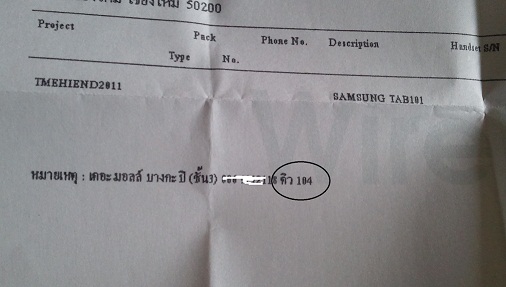 เชียงใหม่ 50200
Project Pack Phone No. Description Handset S/N
Type No.
TMEHIEND2011 SAMSUNG TAB101
หมายเหตุ : เดอะมอลล์ บางกะปิ (ชั้น3) คิว 104